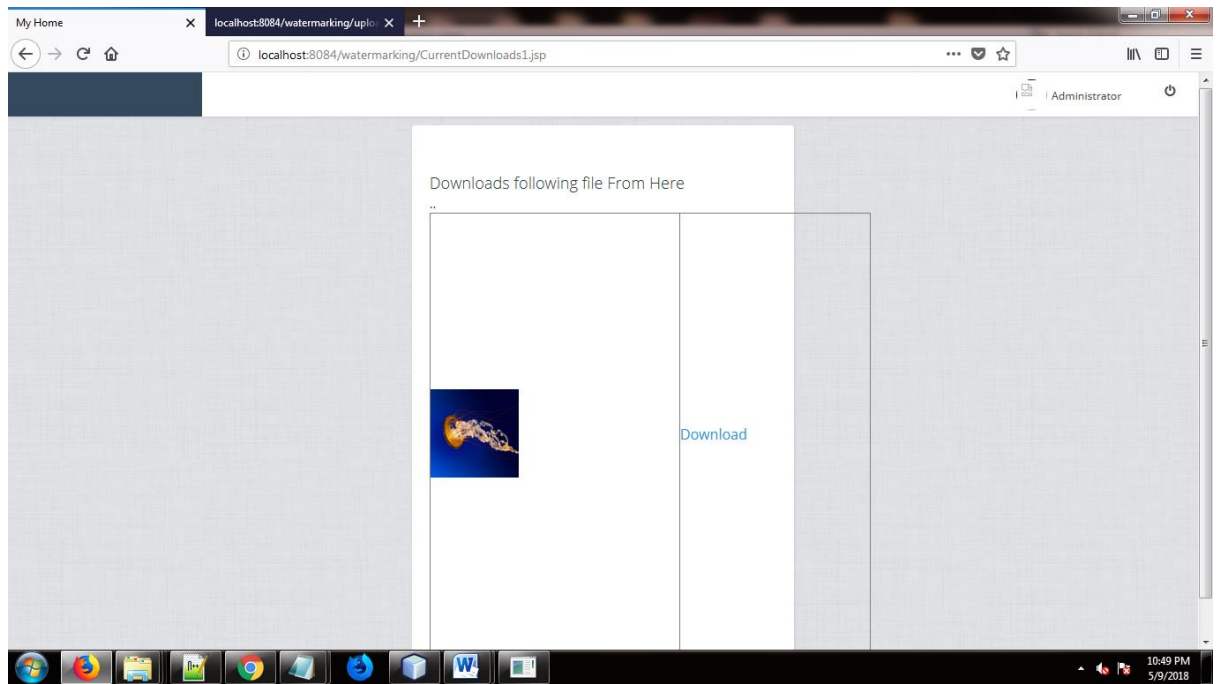 My Home
localhost:8084/watermarking/uplo
localhost:8084/watermarking/CurrentDownloads1.jsp
Administrator
Downloads following file From Here
..
Download
10:49 PM
5/9/2018